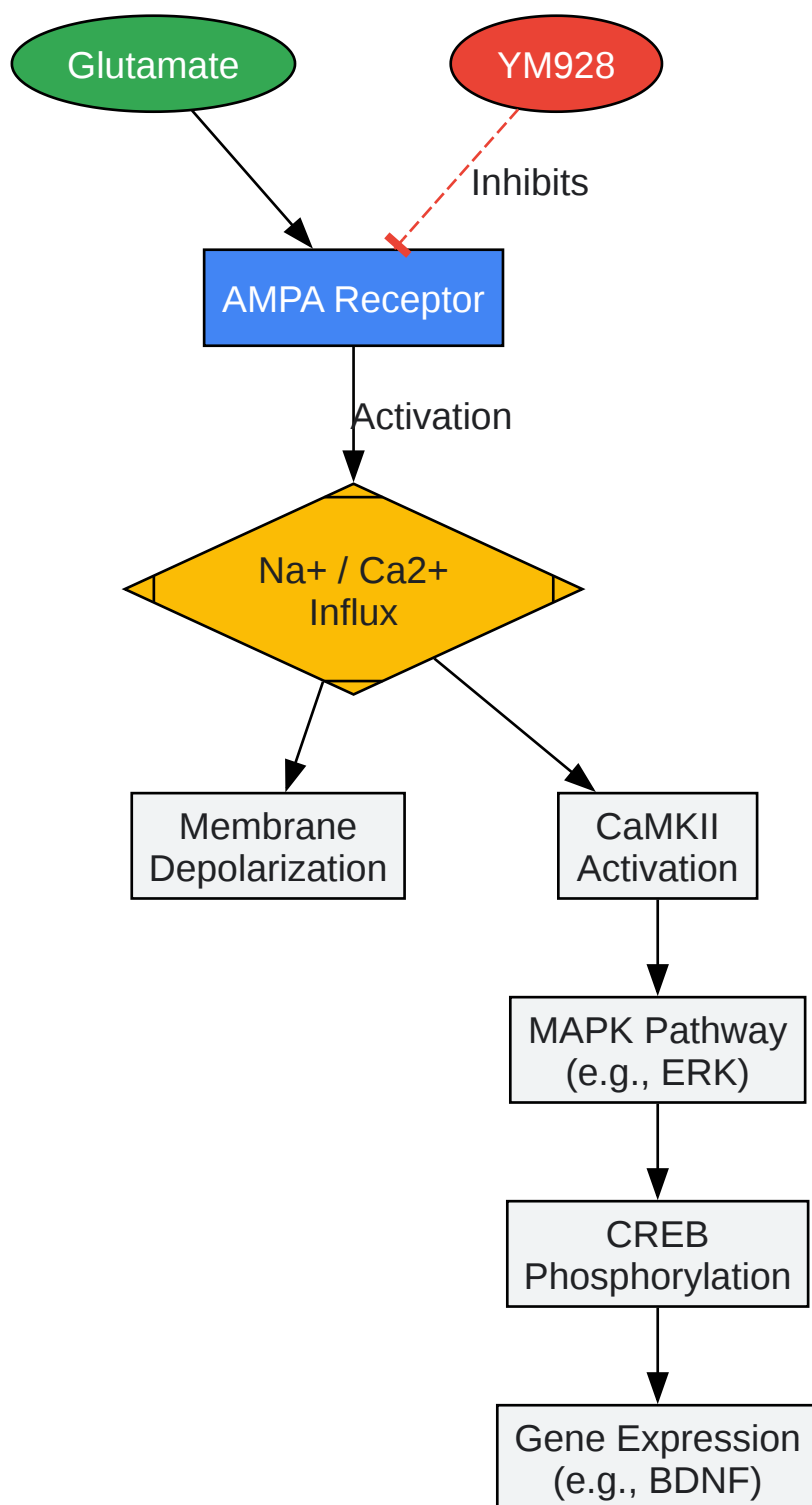 Glutamate
YM928
Inhibits
AMPA Receptor
Activation
Na+ / Ca2+
Influx
Membrane
Depolarization
CaMKII
Activation
MAPK Pathway
(e.g., ERK)
CREB
Phosphorylation
Gene Expression
(e.g., BDNF)